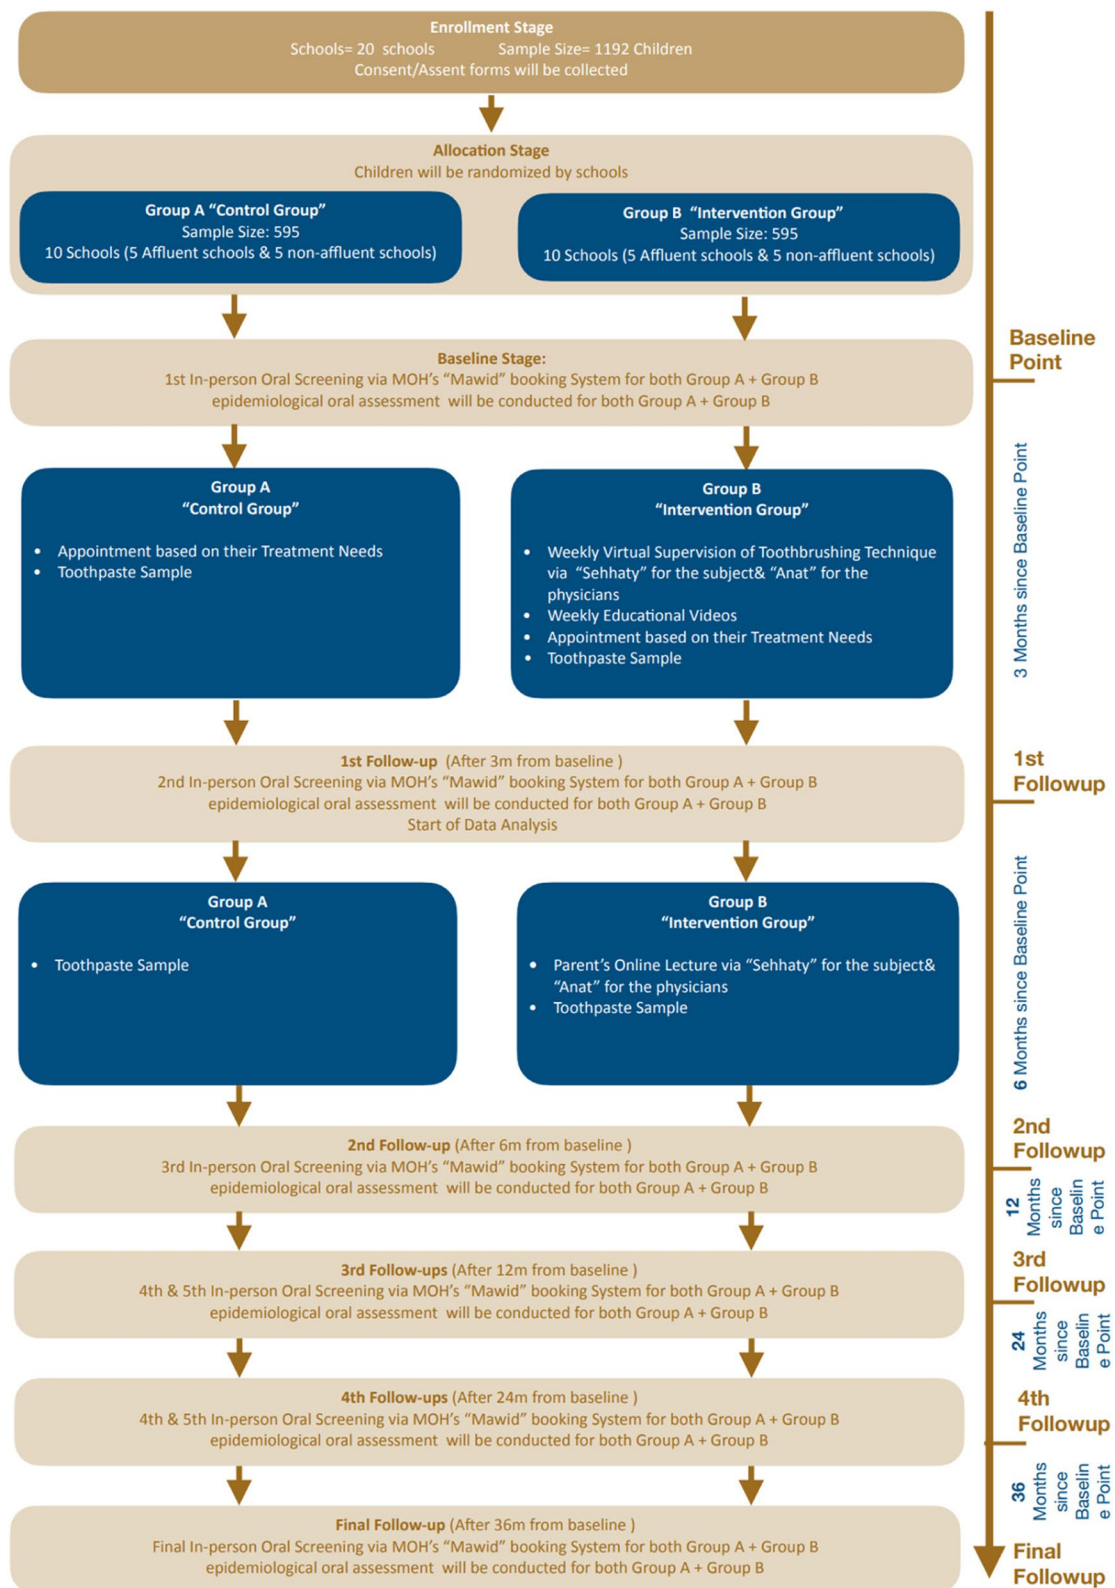 Enrollment Stage
Schools= 20 schools Sample Size= 1192 Children
Consent/Assent forms will be collected
Allocation Stage
Children will be randomized by schools
Group A “Control Group”
Sample Size: 595
10 Schools (5 Affluent schools & 5 non-affluent schools)
Group B “Intervention Group”
Sample Size: 595
10 Schools (5 Affluent schools & 5 non-affluent schools)
Baseline
Point
Baseline Stage:
1st In-person Oral Screening via MOH’s “Mawid” booking System for both Group A + Group B
epidemiological oral assessment will be conducted for both Group A + Group B
Group A
“Control Group”
• Appointment based on their Treatment Needs
• Toothpaste Sample
Group B
“Intervention Group”
• Weekly Virtual Supervision of Toothbrushing Technique
via “Sehhaty” for the subject& “Anat” for the
physicians
• Weekly Educational Videos
• Appointment based on their Treatment Needs
• Toothpaste Sample
3 Months since Baseline Point
1st Follow-up (After 3m from baseline )
2nd In-person Oral Screening via MOH’s “Mawid” booking System for both Group A + Group B
epidemiological oral assessment will be conducted for both Group A + Group B
Start of Data Analysis
1st
Followup
Group A
“Control Group”
• Toothpaste Sample
Group B
“Intervention Group”
• Parent’s Online Lecture via “Sehhaty” for the subject&
“Anat” for the physicians
• Toothpaste Sample
6 Months since Baseline Point
2nd Follow-up (After 6m from baseline )
3rd In-person Oral Screening via MOH’s “Mawid” booking System for both Group A + Group B
epidemiological oral assessment will be conducted for both Group A + Group B
2nd
Followup
12
Months
since
Baselin
e Point
3rd Follow-ups (After 12m from baseline )
4th & 5th In-person Oral Screening via MOH’s “Mawid” booking System for both Group A + Group B
epidemiological oral assessment will be conducted for both Group A + Group B
3rd
Followup
24
Months
since
Baselin
e Point
4th Follow-ups (After 24m from baseline )
4th & 5th In-person Oral Screening via MOH’s “Mawid” booking System for both Group A + Group B
epidemiological oral assessment will be conducted for both Group A + Group B
4th
Followup
36
Months
since
Baselin
e Point
Final Follow-up (After 36m from baseline )
Final In-person Oral Screening via MOH’s “Mawid” booking System for both Group A + Group B
epidemiological oral assessment will be conducted for both Group A + Group B
Final
Followup